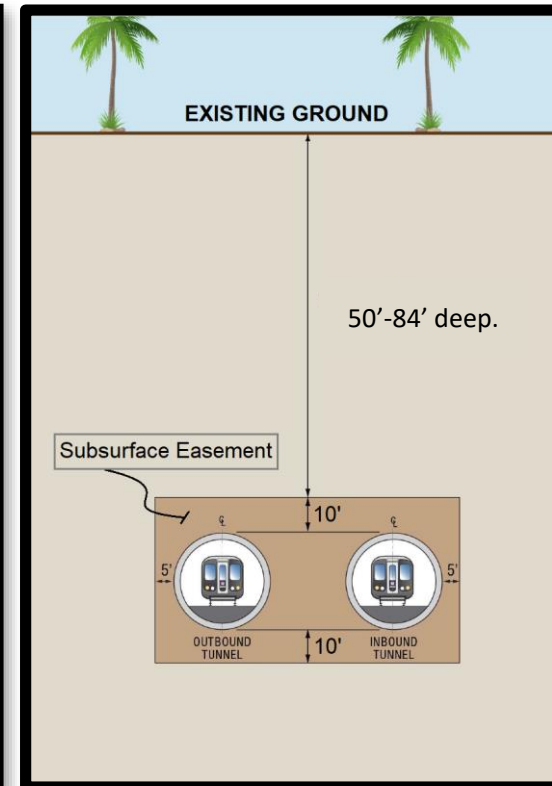 EXISTING GROUND
50’-84’ deep.
Subsurface Easement
℄
10'
℄
5'
5'
OUTBOUND
TUNNEL
10'
INBOUND
TUNNEL